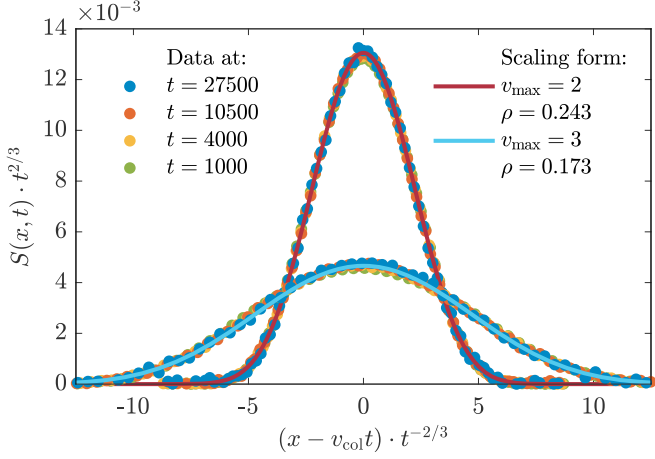 ×10⁻³
14
12
10
8
6
4
2
0
S(x, t) · t^{2/3}
Data at:
t = 27500
t = 10500
t = 4000
t = 1000
Scaling form:
v_max = 2
ρ = 0.243
v_max = 3
ρ = 0.173
-10
-5
0
5
10
(x − v_col t) · t^{−2/3}